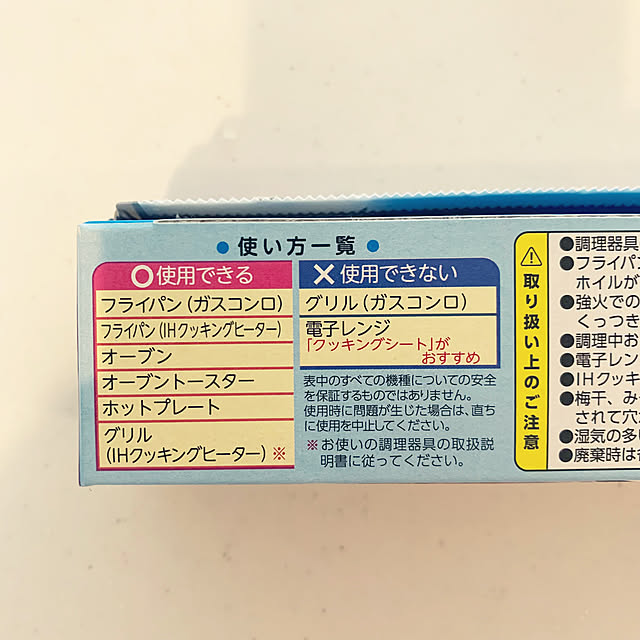 ●使い方一覧●
○使用できる
フライパン（ガスコンロ）
フライパン（IHクッキングヒーター）
オーブン
オーブントースター
ホットプレート
グリル
（IHクッキングヒーター）※
×使用できない
グリル（ガスコンロ）
電子レンジ
「クッキングシート」が
おすすめ
表中のすべての機種についての安全
を保証するものではありません。
使用時に問題が生じた場合は、直ち
に使用を中止してください。
※お使いの調理器具の取扱説
明書に従ってください。
取り扱い上のご注意
●調理器具
●フライパ
ホイルが
●強火での
くっつき
●調理中お
●電子レン
●IHクッキ
●梅干、み
されて穴
●湿気の多
●廃棄時は